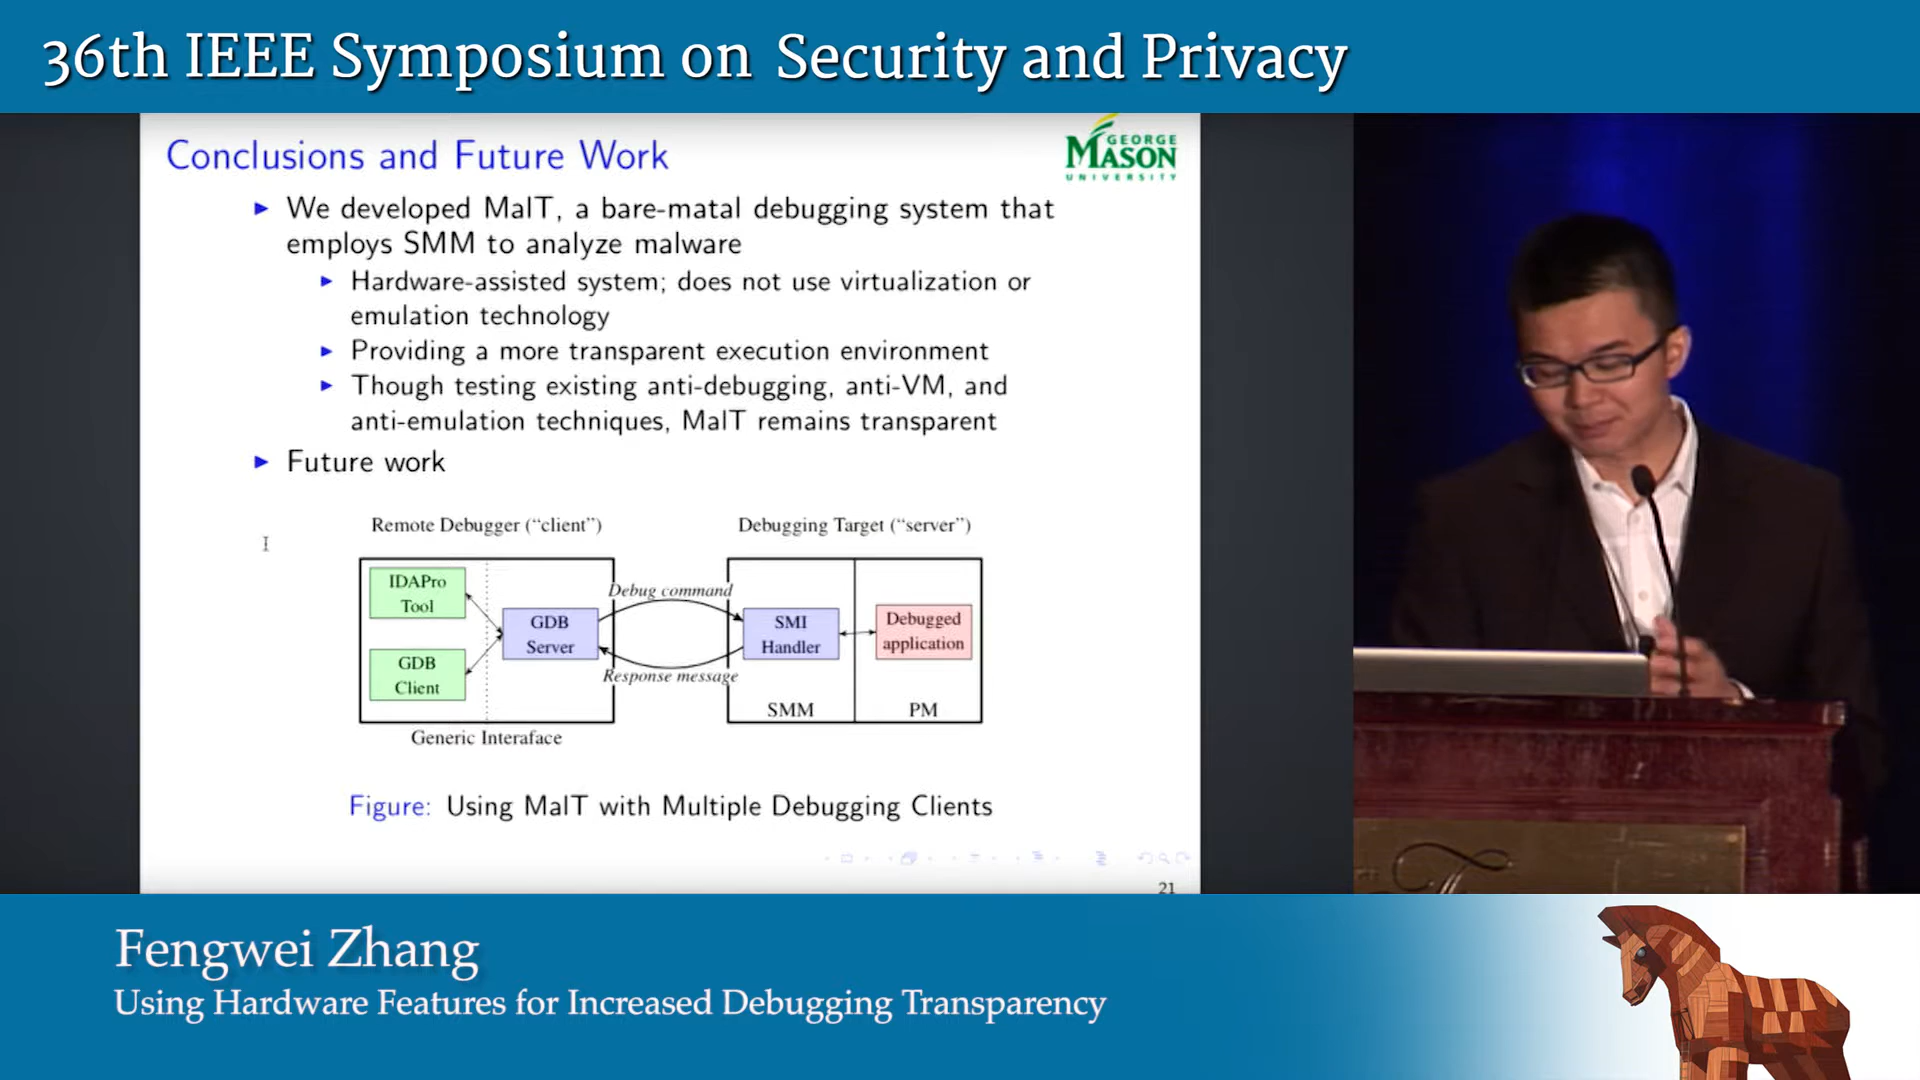 36th IEEE Symposium on Security and Privacy
Conclusions and Future Work
GEORGE
MASON
UNIVERSITY
We developed MalT, a bare-matal debugging system that
employs SMM to analyze malware
Hardware-assisted system; does not use virtualization or
emulation technology
Providing a more transparent execution environment
Though testing existing anti-debugging, anti-VM, and
anti-emulation techniques, MalT remains transparent
Future work
Remote Debugger (“client”)
Debugging Target (“server”)
IDAPro
Tool
GDB
Client
GDB
Server
Debug command
Response message
SMI
Handler
Debugged
application
SMM
PM
Generic Interaface
Figure: Using MalT with Multiple Debugging Clients
21
Fengwei Zhang
Using Hardware Features for Increased Debugging Transparency